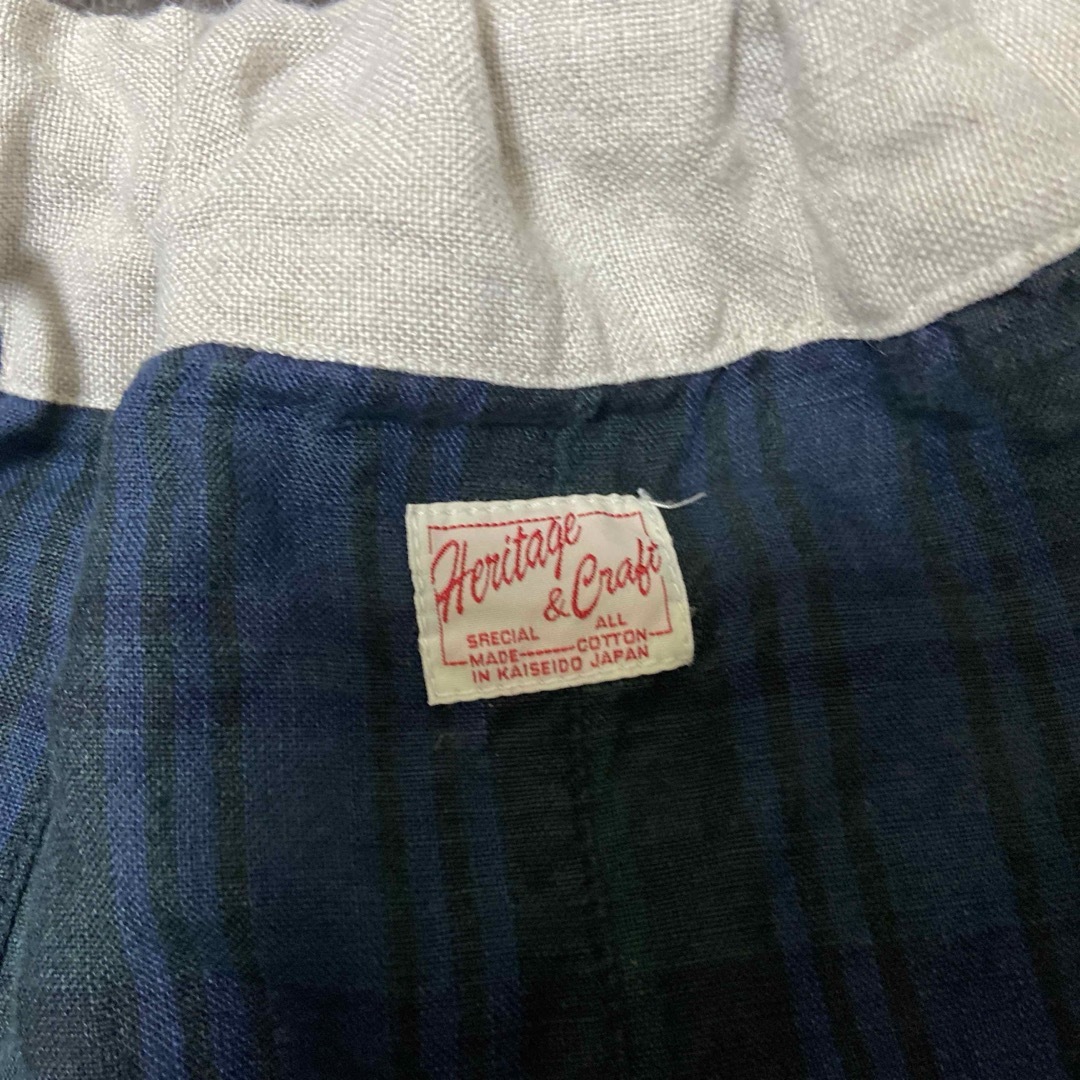 Heritage
& Craft
SRECIAL ALL
MADE COTTON
IN KAISEIDO JAPAN